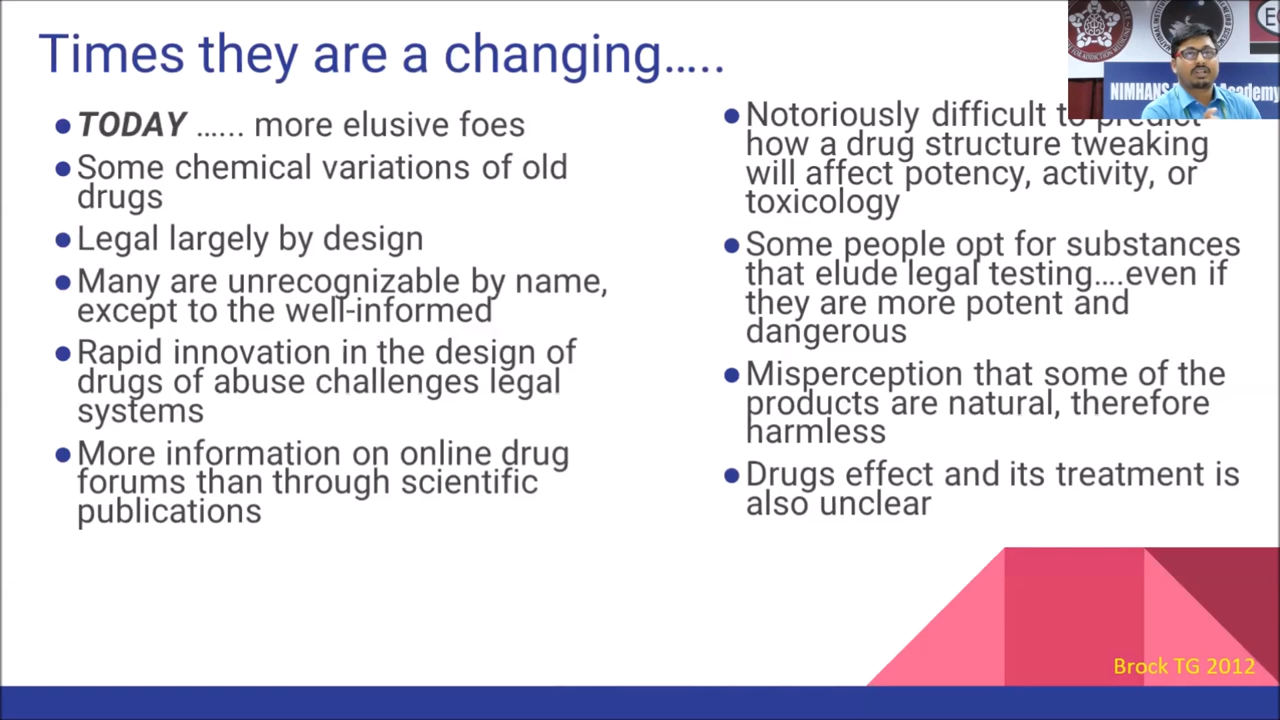 Times they are a changing…..
● TODAY …... more elusive foes
● Some chemical variations of old
drugs
● Legal largely by design
● Many are unrecognizable by name,
except to the well-informed
● Rapid innovation in the design of
drugs of abuse challenges legal
systems
● More information on online drug
forums than through scientific
publications
● Notoriously difficult to predict
how a drug structure tweaking
will affect potency, activity, or
toxicology
● Some people opt for substances
that elude legal testing….even if
they are more potent and
dangerous
● Misperception that some of the
products are natural, therefore
harmless
● Drugs effect and its treatment is
also unclear
Brock TG 2012
NIMHANS